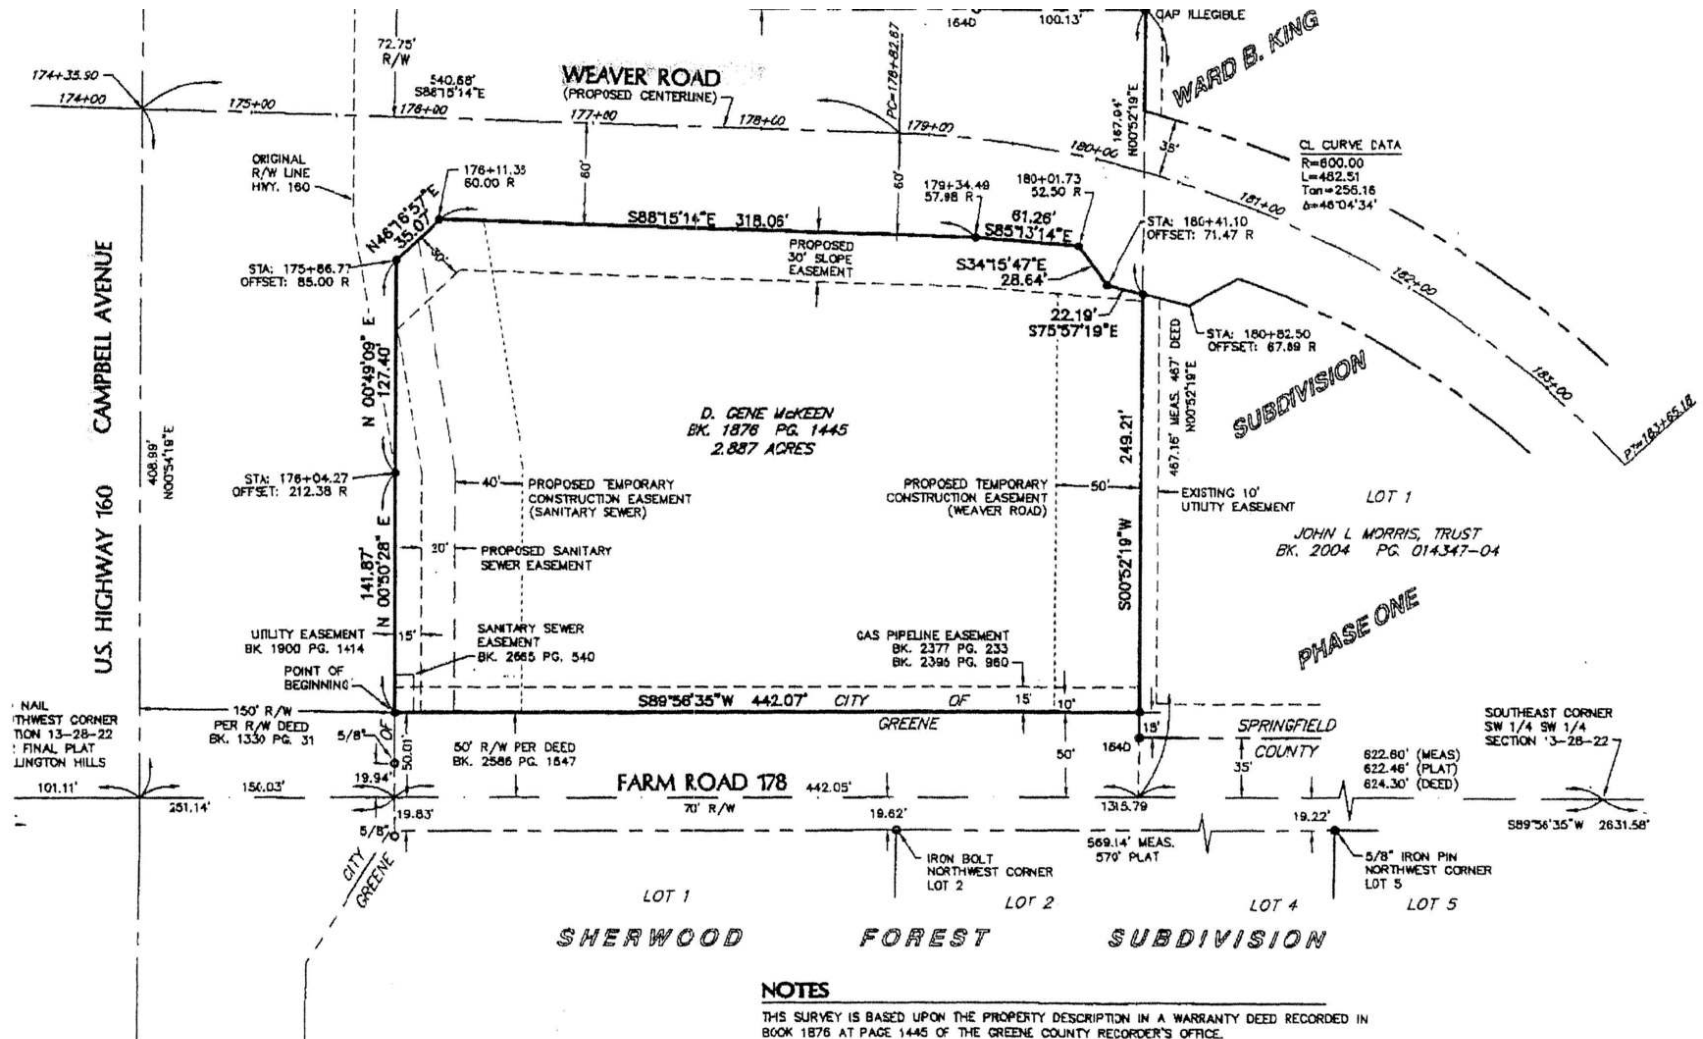 1640
100.13'
CAP ILLEGIBLE
WARD B. KING
72.75'
R/W
540.68'
S88°15'14"E
WEAVER ROAD
(PROPOSED CENTERLINE)
PC=178+82.67
174+35.90
174+00
175+00
176+00
177+00
178+00
179+00
180+00
181+00
182+00
183+00
PT=183+65.18
167.04'
N00°52'19"E
38'
CL CURVE DATA
R=600.00
L=482.51
Tan=256.16
Δ=46°04'34"
ORIGINAL
R/W LINE
HWY. 160
N46°16'57"E
35.07'
176+11.35
60.00 R
60'
60'
179+34.49
57.98 R
180+01.73
52.50 R
S88°15'14"E 318.06'
61.26'
S85°13'14"E
STA: 180+41.10
OFFSET: 71.47 R
PROPOSED
30' SLOPE
EASEMENT
30'
S34°15'47"E
28.64'
STA: 175+86.77
OFFSET: 85.00 R
22.19'
S75°57'19"E
STA: 180+82.50
OFFSET: 67.89 R
U.S. HIGHWAY 160 CAMPBELL AVENUE
408.99'
N00°54'19"E
N 00°49'09" E
127.40'
D. GENE McKEEN
BK. 1876 PG. 1445
2.887 ACRES
249.21'
S00°52'19"W
467.16' MEAS. 467' DEED
N00°52'19"E
SUBDIVISION
STA: 176+04.27
OFFSET: 212.38 R
40'
PROPOSED TEMPORARY
CONSTRUCTION EASEMENT
(SANITARY SEWER)
PROPOSED TEMPORARY
CONSTRUCTION EASEMENT
(WEAVER ROAD)
50'
EXISTING 10'
UTILITY EASEMENT
LOT 1
JOHN L MORRIS, TRUST
BK. 2004 PG. 014347-04
141.87'
N 00°50'28" E
20'
PROPOSED SANITARY
SEWER EASEMENT
PHASE ONE
UTILITY EASEMENT
BK 1900 PG. 1414
15'
SANITARY SEWER
EASEMENT
BK. 2665 PG. 540
GAS PIPELINE EASEMENT
BK. 2377 PG. 233
BK. 2396 PG. 960
POINT OF
BEGINNING
S89°56'35"W 442.07'
CITY OF
GREENE
15'
10'
15'
SPRINGFIELD
COUNTY
NAIL
THWEST CORNER
TION 13-28-22
FINAL PLAT
LINGTON HILLS
150' R/W
PER R/W DEED
BK. 1330 PG. 31
OF
5/8"
50.01'
50' R/W PER DEED
BK. 2586 PG. 1647
50'
1640
35'
SOUTHEAST CORNER
SW 1/4 SW 1/4
SECTION 13-28-22
622.60' (MEAS)
622.46' (PLAT)
624.30' (DEED)
101.11'
251.14'
150.03'
19.94'
FARM ROAD 178
442.05'
70' R/W
1315.79
S89°56'35"W 2631.58'
19.83'
19.62'
19.22'
5/8"
CITY
GREENE
569.14' MEAS.
570' PLAT
IRON BOLT
NORTHWEST CORNER
LOT 2
5/8" IRON PIN
NORTHWEST CORNER
LOT 5
LOT 1
LOT 2
LOT 4
LOT 5
SHERWOOD FOREST SUBDIVISION
NOTES
THIS SURVEY IS BASED UPON THE PROPERTY DESCRIPTION IN A WARRANTY DEED RECORDED IN
BOOK 1876 AT PAGE 1445 OF THE GREENE COUNTY RECORDER'S OFFICE.